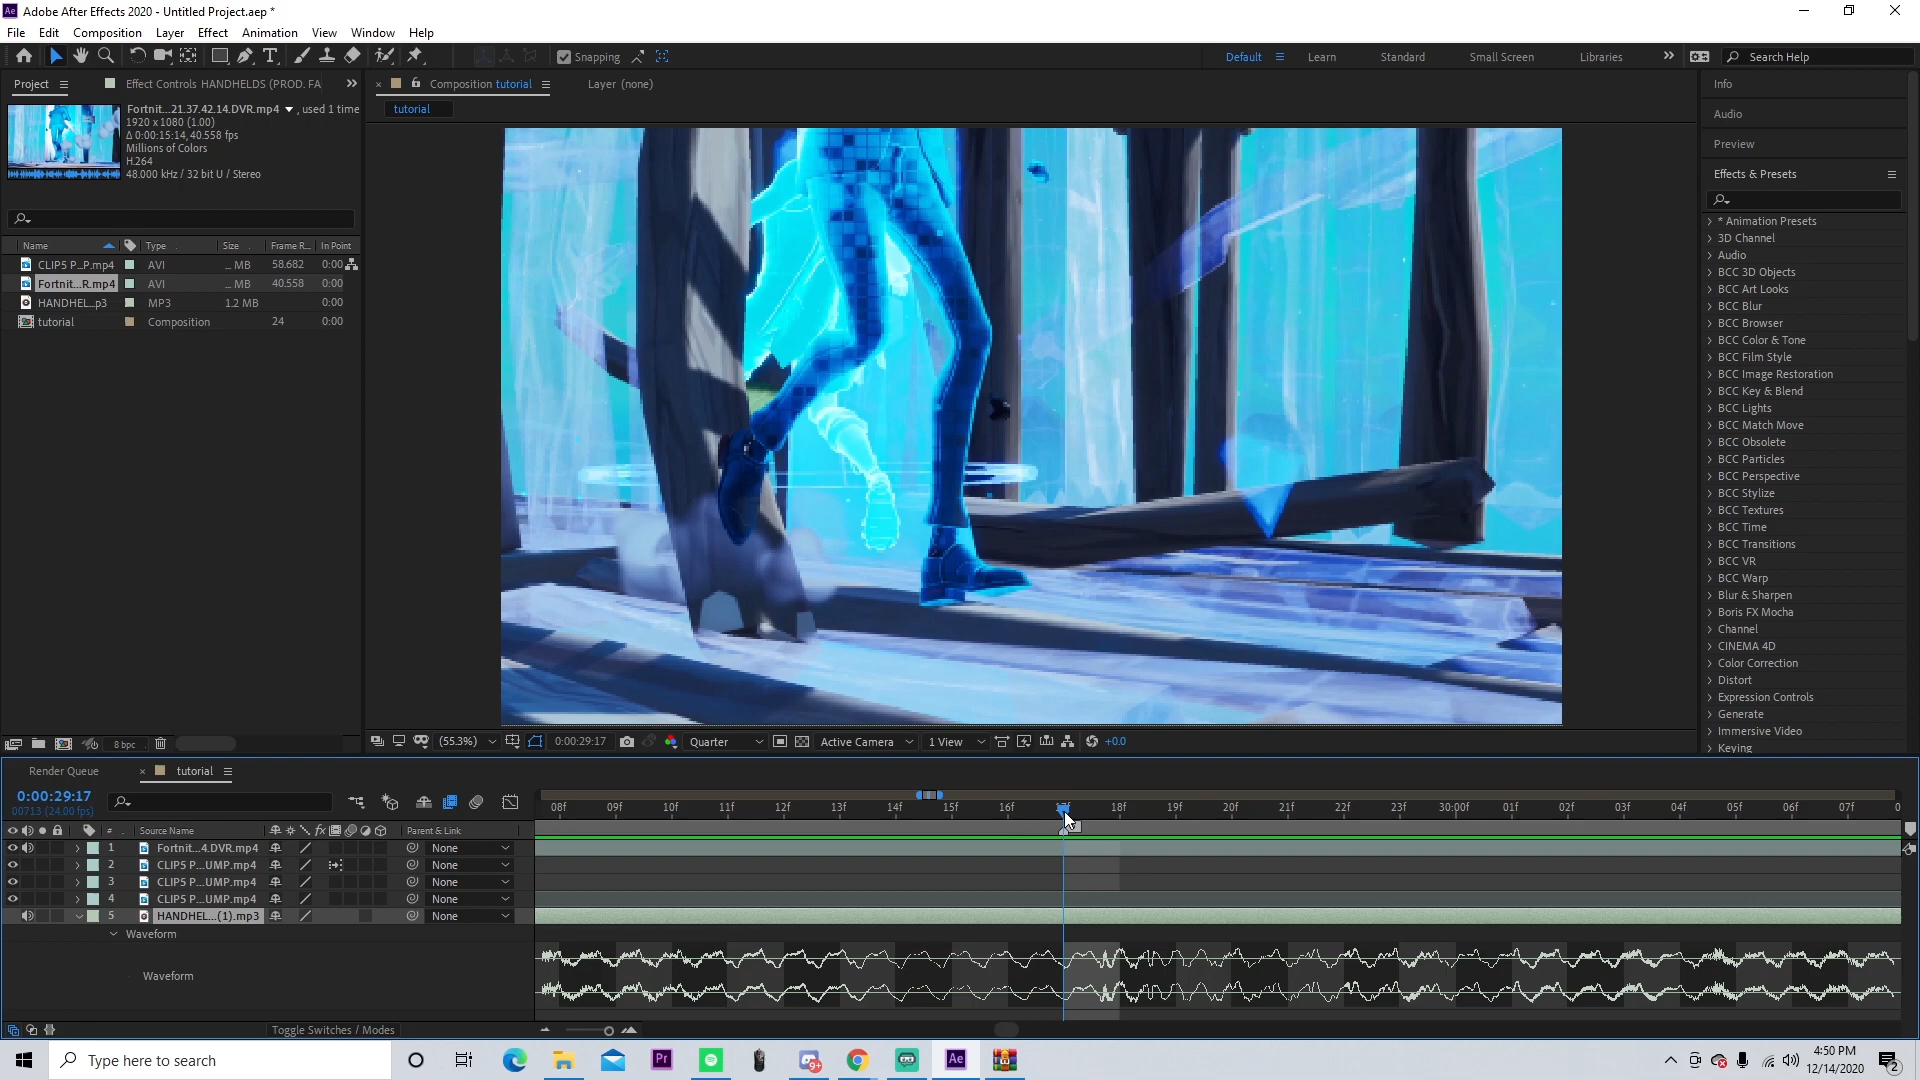 Adobe After Effects 2020 - Untitled Project.aep *
File Edit Composition Layer Effect Animation View Window Help
Snapping
Default Learn Standard Small Screen Libraries Search Help
Project Effect Controls HANDHELDS (PROD. FA
Composition tutorial Layer (none)
tutorial
Fortnit...21.37.42.14.DVR.mp4 , used 1 time
1920 x 1080 (1.00)
Δ 0:00:15:14, 40.558 fps
Millions of Colors
H.264
48.000 kHz / 32 bit U / Stereo
Name Type Size Frame R... In Point
CLIP5 P...P.mp4 AVI ... MB 58.682 0:00
Fortnit...R.mp4 AVI ... MB 40.558 0:00
HANDHEL...p3 MP3 1.2 MB 0:00
tutorial Composition 24 0:00
8 bpc
(55.3%) 0:00:29:17 Quarter Active Camera 1 View +0.0
Info
Audio
Preview
Effects & Presets
* Animation Presets
3D Channel
Audio
BCC 3D Objects
BCC Art Looks
BCC Blur
BCC Browser
BCC Color & Tone
BCC Film Style
BCC Image Restoration
BCC Key & Blend
BCC Lights
BCC Match Move
BCC Obsolete
BCC Particles
BCC Perspective
BCC Stylize
BCC Textures
BCC Time
BCC Transitions
BCC VR
BCC Warp
Blur & Sharpen
Boris FX Mocha
Channel
CINEMA 4D
Color Correction
Distort
Expression Controls
Generate
Immersive Video
Keying
Render Queue tutorial
0:00:29:17
00713 (24.00 fps)
08f 09f 10f 11f 12f 13f 14f 15f 16f 17f 18f 19f 20f 21f 22f 23f 30:00f 01f 02f 03f 04f 05f 06f 07f 0
# Source Name Parent & Link
1 Fortnit...4.DVR.mp4 None
2 CLIP5 P...UMP.mp4 None
3 CLIP5 P...UMP.mp4 None
4 CLIP5 P...UMP.mp4 None
5 HANDHEL...(1).mp3 None
Waveform
Waveform
Toggle Switches / Modes
Type here to search
4:50 PM
12/14/2020